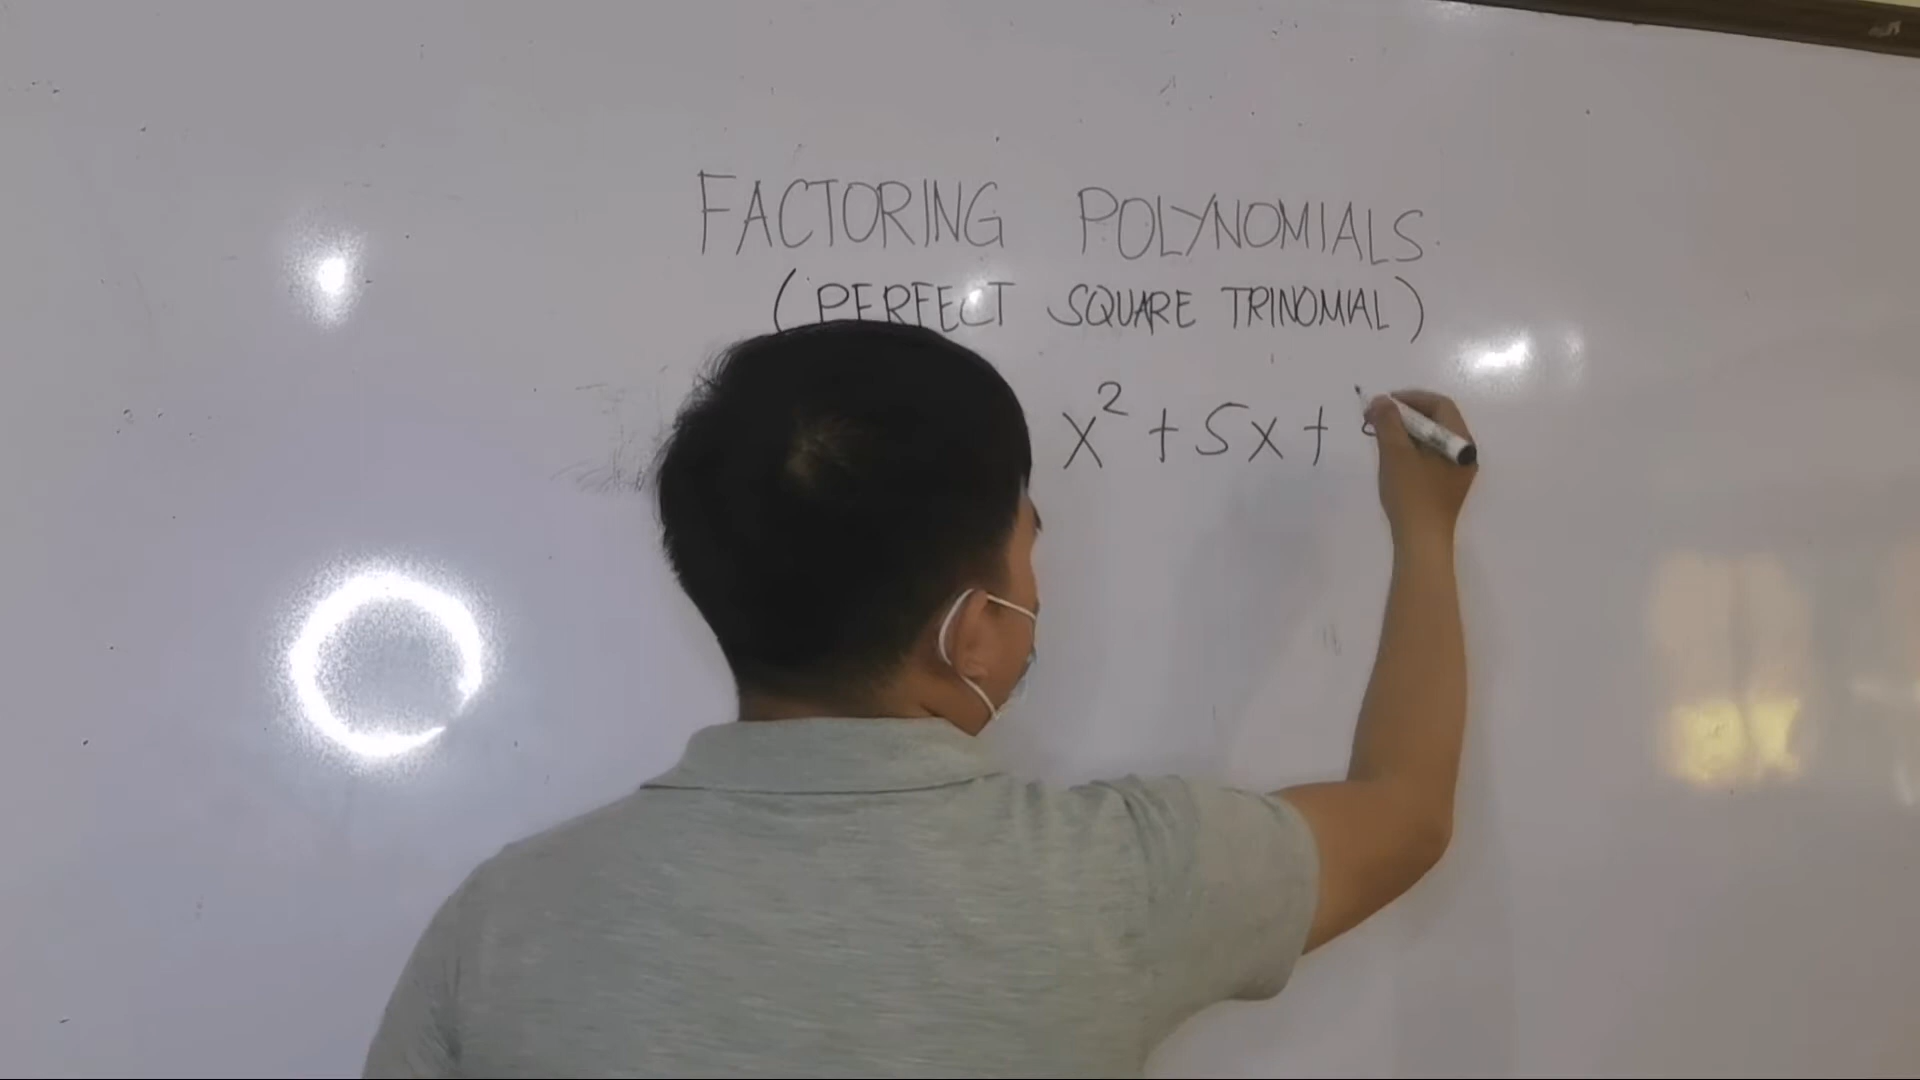 FACTORING POLYNOMIALS
(PERFECT SQUARE TRINOMIAL)
x² + 5x +